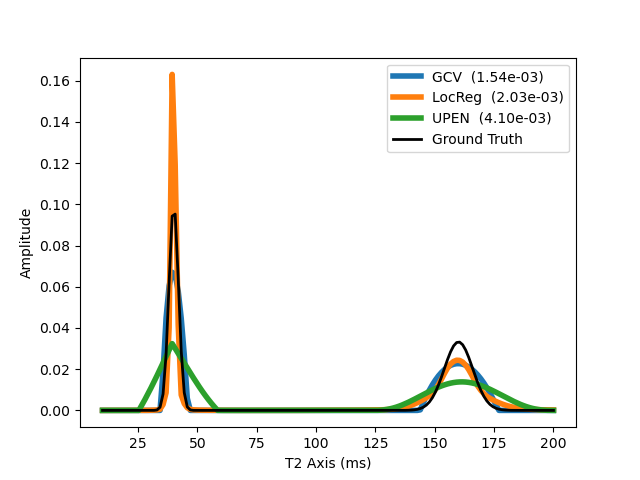 GCV (1.54e-03)
LocReg (2.03e-03)
UPEN (4.10e-03)
Ground Truth
Amplitude
0.16
0.14
0.12
0.10
0.08
0.06
0.04
0.02
0.00
25 50 75 100 125 150 175 200
T2 Axis (ms)